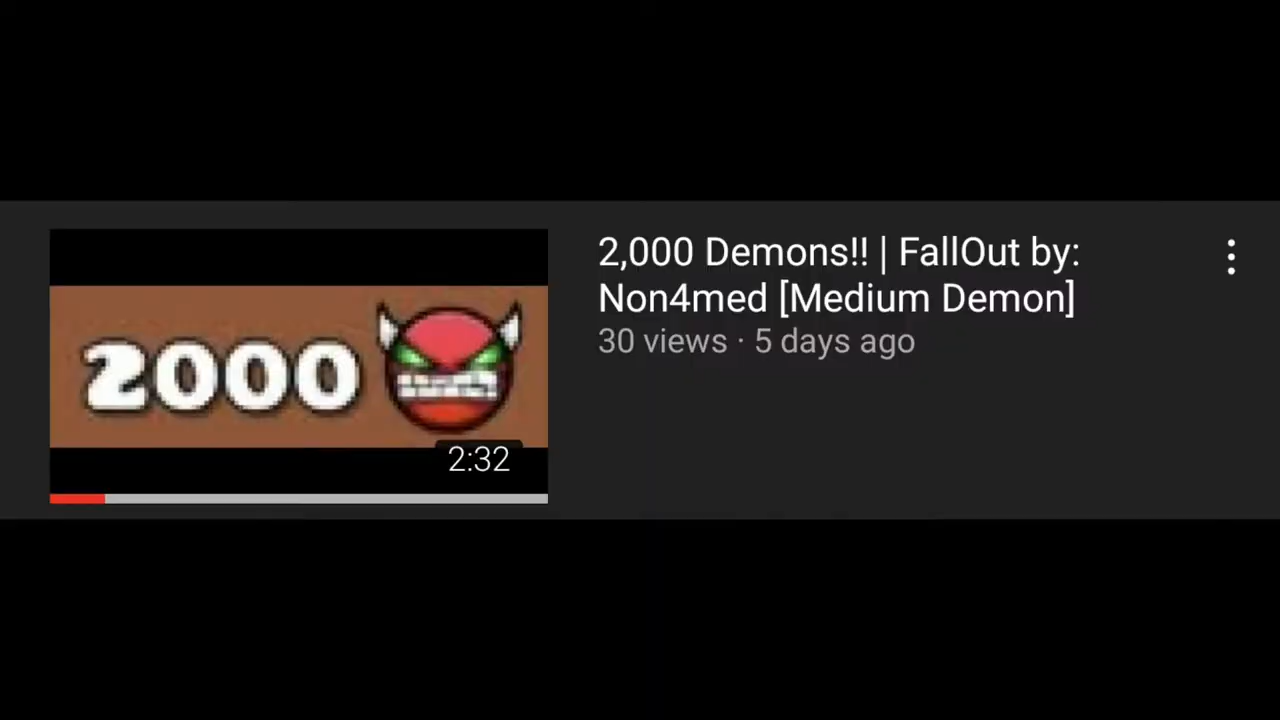 2000
2:32
2,000 Demons!! | FallOut by:
Non4med [Medium Demon]
30 views · 5 days ago